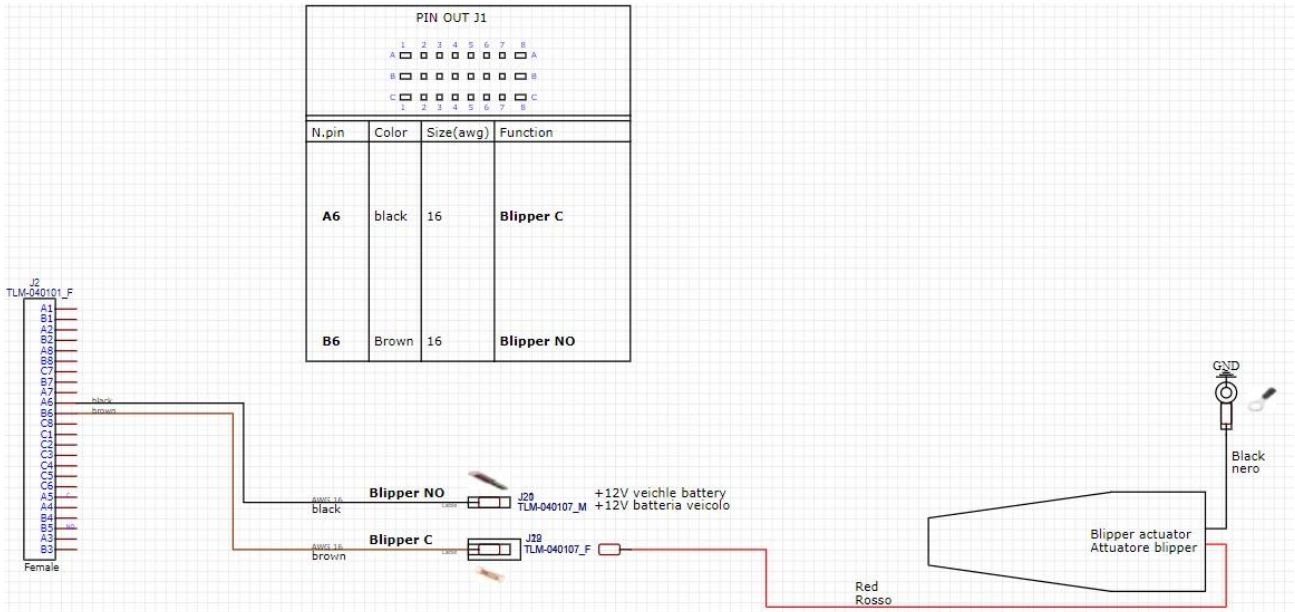 PIN OUT J1
1 2 3 4 5 6 7 8
A A
B B
C C
1 2 3 4 5 6 7 8
N.pin Color Size(awg) Function
A6 black 16 Blipper C
B6 Brown 16 Blipper NO
J2
TLM-040101_F
A1
B1
A2
B2
A8
B8
C7
B7
A7
A6 black
B6 brown
C8
C1
C2
C3
C4
C5
C6
A5 C
A4
B4
B5 NO
A3
B3
Female
Blipper NO
AWG 16
black
Cable
TLM-040107_M
+12V veichle battery
+12V batteria veicolo
Blipper C
AWG 16
brown
Cable
TLM-040107_F
Red
Rosso
GND
Black
nero
Blipper actuator
Attuatore blipper